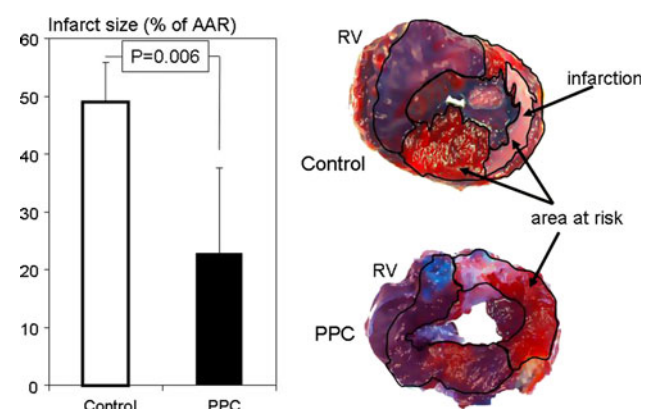 Infarct size (% of AAR)
60
50
40
30
20
10
0
P=0.006
Control
PPC
RV
infarction
Control
area at risk
RV
PPC